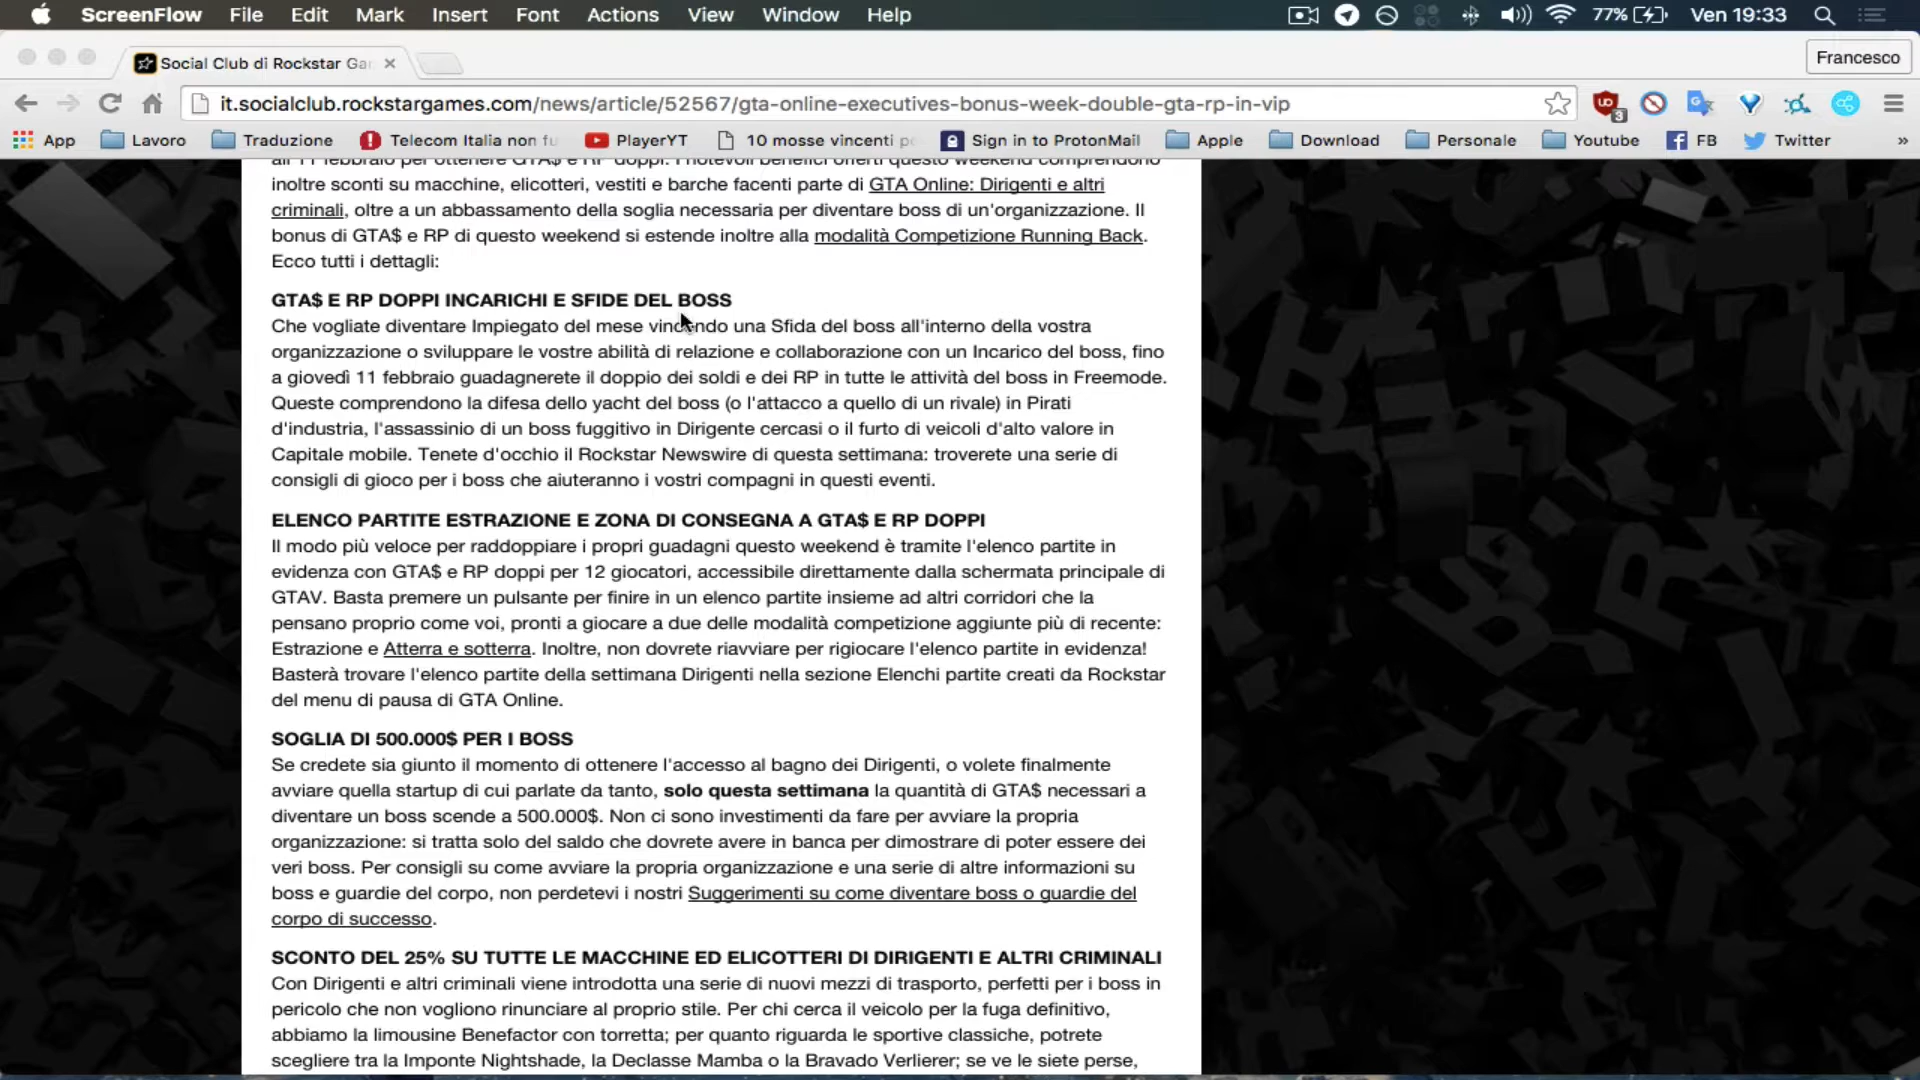 ScreenFlow File Edit Mark Insert Font Actions View Window Help 77% Ven 19:33
Social Club di Rockstar Ga
Francesco
it.socialclub.rockstargames.com/news/article/52567/gta-online-executives-bonus-week-double-gta-rp-in-vip
3
App Lavoro Traduzione Telecom Italia non fu PlayerYT 10 mosse vincenti p Sign in to ProtonMail Apple Download Personale Youtube FB Twitter »
all'11 febbraio per ottenere GTA$ e RP doppi. I notevoli benefici offerti questo weekend comprendono
inoltre sconti su macchine, elicotteri, vestiti e barche facenti parte di GTA Online: Dirigenti e altri
criminali, oltre a un abbassamento della soglia necessaria per diventare boss di un'organizzazione. Il
bonus di GTA$ e RP di questo weekend si estende inoltre alla modalità Competizione Running Back.
Ecco tutti i dettagli:
GTA$ E RP DOPPI INCARICHI E SFIDE DEL BOSS
Che vogliate diventare Impiegato del mese vincendo una Sfida del boss all'interno della vostra
organizzazione o sviluppare le vostre abilità di relazione e collaborazione con un Incarico del boss, fino
a giovedì 11 febbraio guadagnerete il doppio dei soldi e dei RP in tutte le attività del boss in Freemode.
Queste comprendono la difesa dello yacht del boss (o l'attacco a quello di un rivale) in Pirati
d'industria, l'assassinio di un boss fuggitivo in Dirigente cercasi o il furto di veicoli d'alto valore in
Capitale mobile. Tenete d'occhio il Rockstar Newswire di questa settimana: troverete una serie di
consigli di gioco per i boss che aiuteranno i vostri compagni in questi eventi.
ELENCO PARTITE ESTRAZIONE E ZONA DI CONSEGNA A GTA$ E RP DOPPI
Il modo più veloce per raddoppiare i propri guadagni questo weekend è tramite l'elenco partite in
evidenza con GTA$ e RP doppi per 12 giocatori, accessibile direttamente dalla schermata principale di
GTAV. Basta premere un pulsante per finire in un elenco partite insieme ad altri corridori che la
pensano proprio come voi, pronti a giocare a due delle modalità competizione aggiunte più di recente:
Estrazione e Atterra e sotterra. Inoltre, non dovrete riavviare per rigiocare l'elenco partite in evidenza!
Basterà trovare l'elenco partite della settimana Dirigenti nella sezione Elenchi partite creati da Rockstar
del menu di pausa di GTA Online.
SOGLIA DI 500.000$ PER I BOSS
Se credete sia giunto il momento di ottenere l'accesso al bagno dei Dirigenti, o volete finalmente
avviare quella startup di cui parlate da tanto, solo questa settimana la quantità di GTA$ necessari a
diventare un boss scende a 500.000$. Non ci sono investimenti da fare per avviare la propria
organizzazione: si tratta solo del saldo che dovrete avere in banca per dimostrare di poter essere dei
veri boss. Per consigli su come avviare la propria organizzazione e una serie di altre informazioni su
boss e guardie del corpo, non perdetevi i nostri Suggerimenti su come diventare boss o guardie del
corpo di successo.
SCONTO DEL 25% SU TUTTE LE MACCHINE ED ELICOTTERI DI DIRIGENTI E ALTRI CRIMINALI
Con Dirigenti e altri criminali viene introdotta una serie di nuovi mezzi di trasporto, perfetti per i boss in
pericolo che non vogliono rinunciare al proprio stile. Per chi cerca il veicolo per la fuga definitivo,
abbiamo la limousine Benefactor con torretta; per quanto riguarda le sportive classiche, potrete
scegliere tra la Imponte Nightshade, la Declasse Mamba o la Bravado Verlierer; se ve le siete perse,